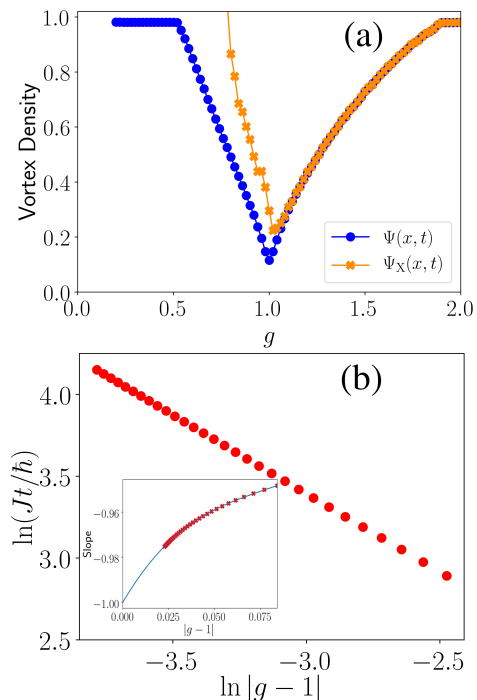 (a)
Vortex Density
1.0
0.8
0.6
0.4
0.2
0.0
Ψ(x, t)
Ψ_X(x, t)
0.0 0.5 1.0 1.5 2.0
g
(b)
ln(Jt/ℏ)
4.0
3.5
3.0
2.5
Slope
−0.96
−0.98
−1.00
0.000 0.025 0.050 0.075
|g − 1|
−3.5 −3.0 −2.5
ln |g − 1|